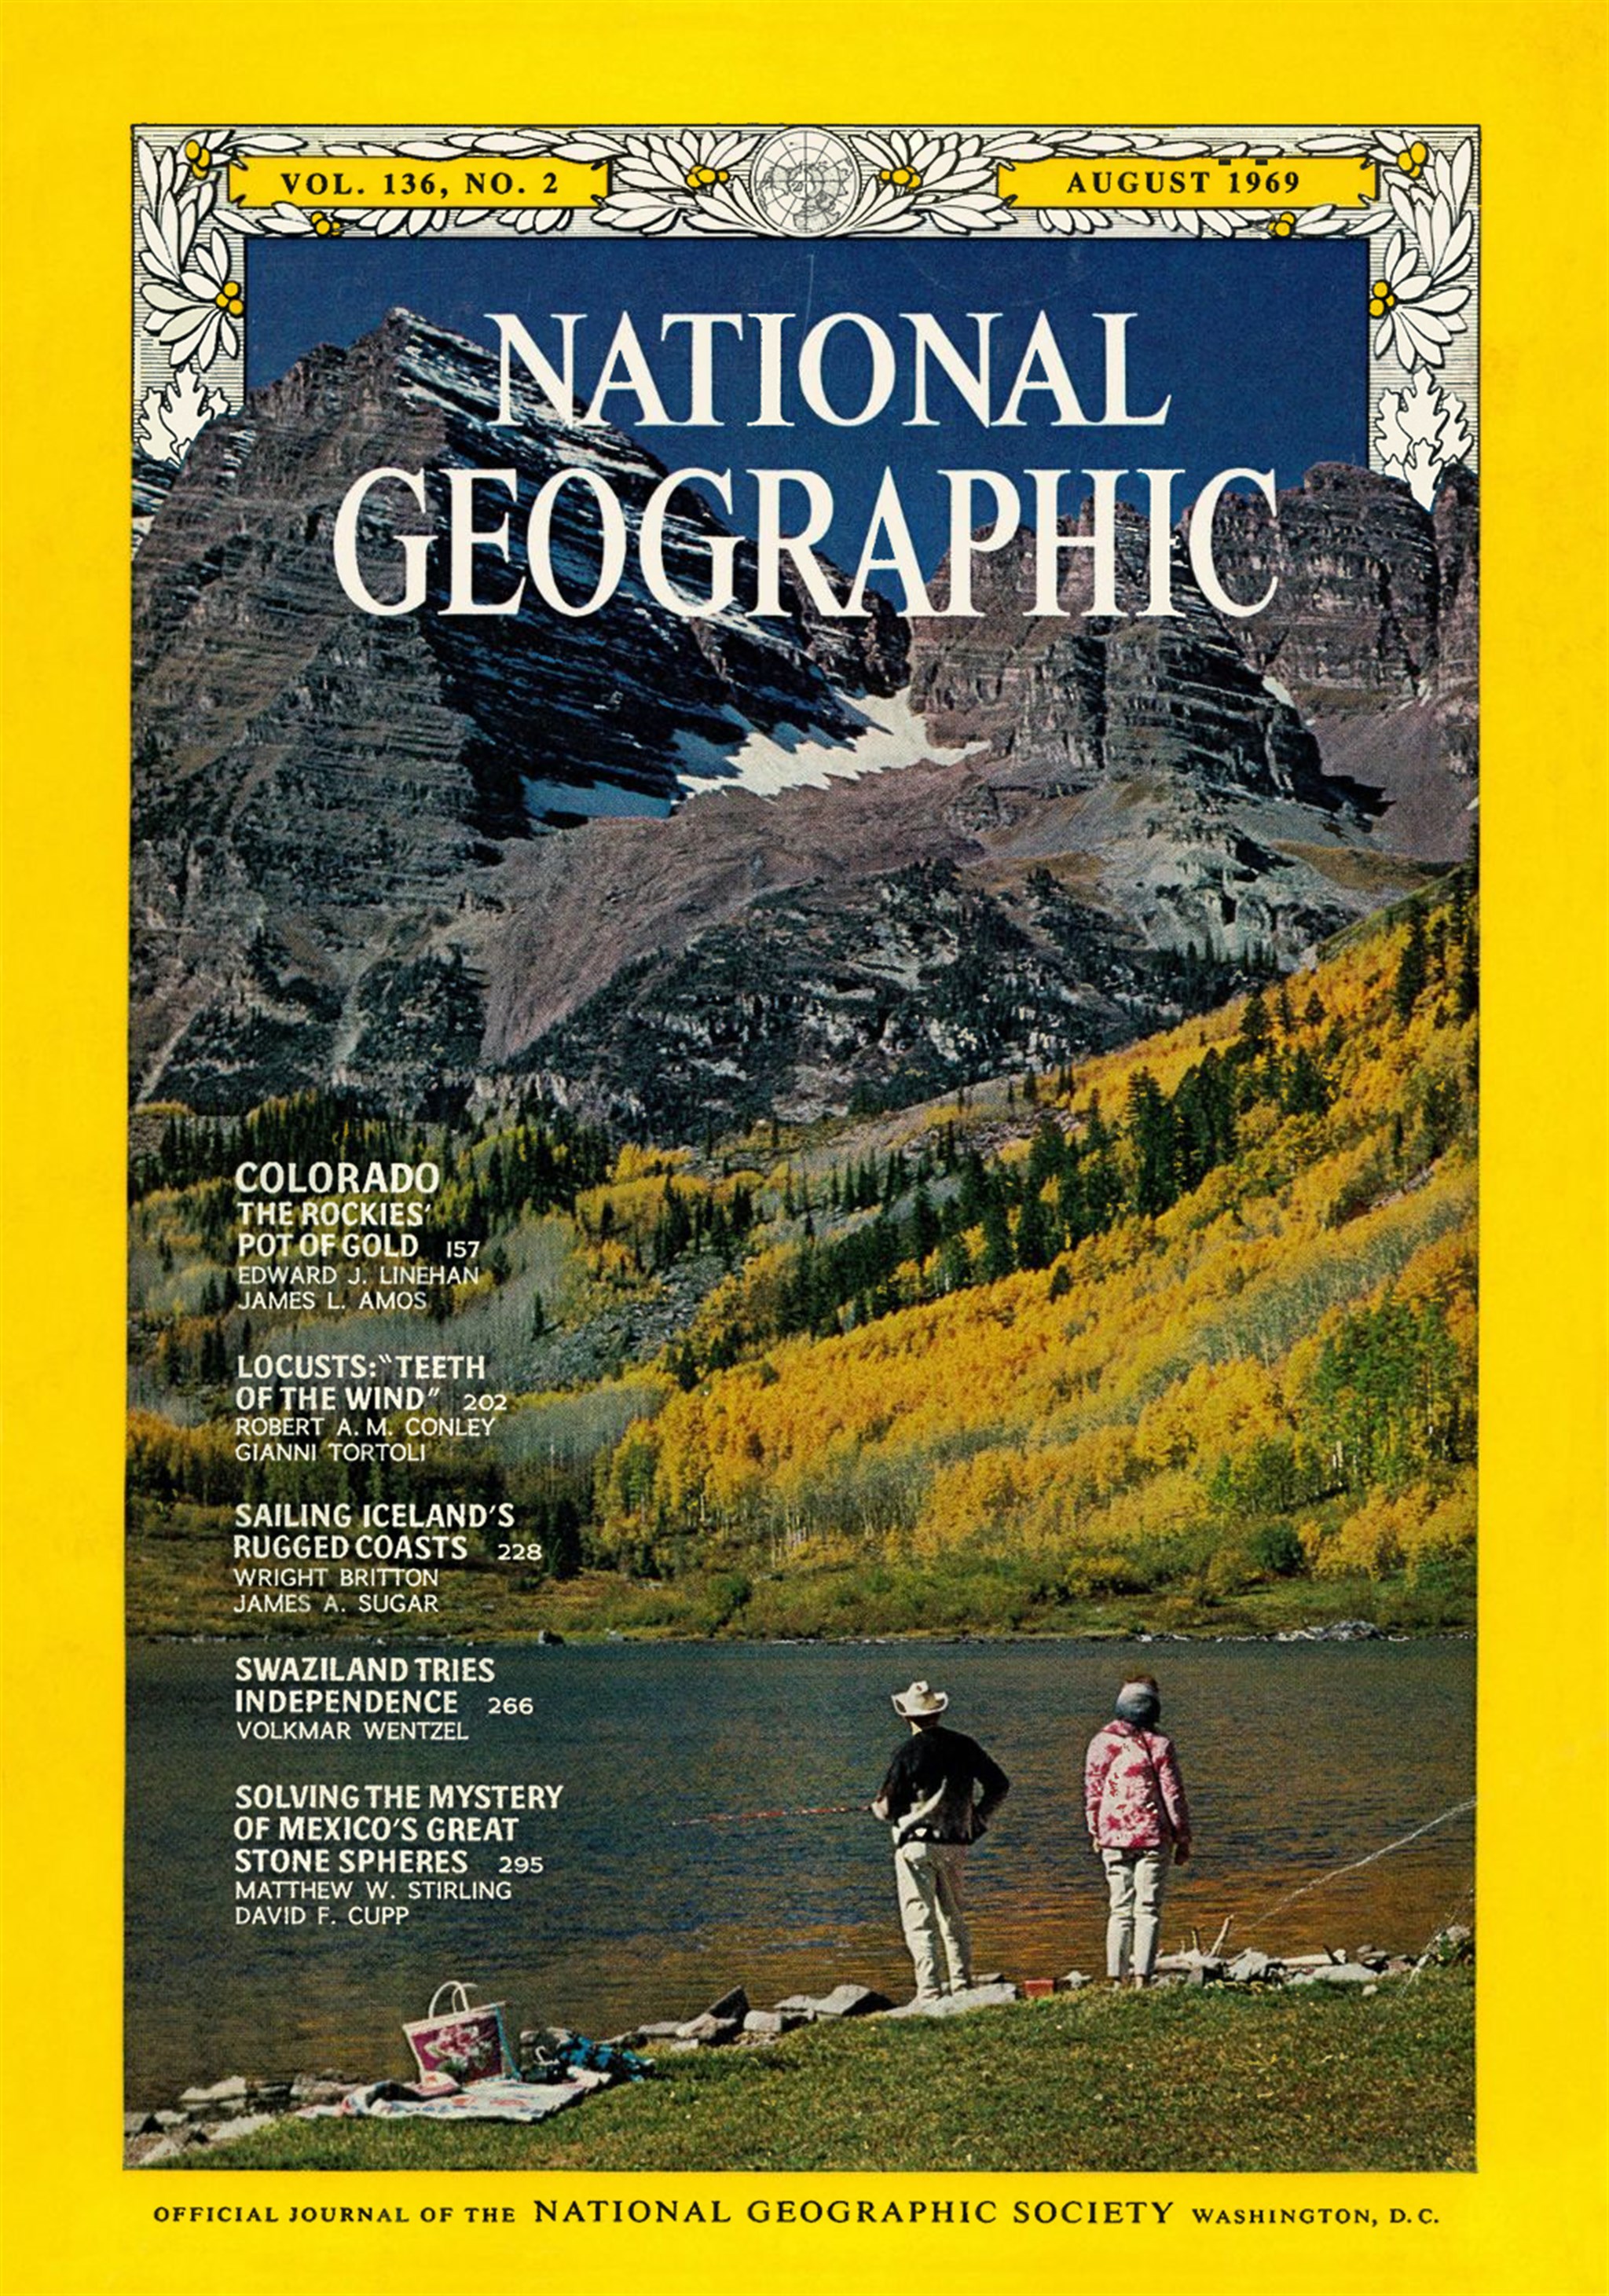 VOL. 136, NO. 2
AUGUST 1969
NATIONAL
GEOGRAPHIC
COLORADO
THE ROCKIES'
POT OF GOLD 157
EDWARD J. LINEHAN
JAMES L. AMOS
LOCUSTS: "TEETH
OF THE WIND" 202
ROBERT A. M. CONLEY
GIANNI TORTOLI
SAILING ICELAND'S
RUGGED COASTS 228
WRIGHT BRITTON
JAMES A. SUGAR
SWAZILAND TRIES
INDEPENDENCE 266
VOLKMAR WENTZEL
SOLVING THE MYSTERY
OF MEXICO'S GREAT
STONE SPHERES 295
MATTHEW W. STIRLING
DAVID F. CUPP
OFFICIAL JOURNAL OF THE NATIONAL GEOGRAPHIC SOCIETY WASHINGTON, D.C.